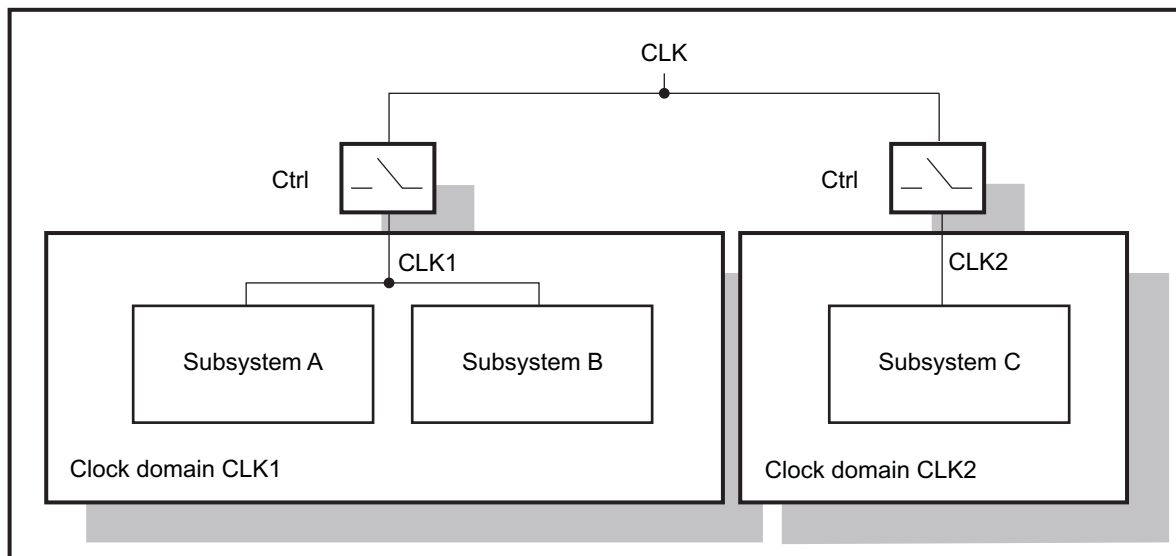 CLK
Ctrl
Ctrl
CLK1
CLK2
Subsystem A
Subsystem B
Subsystem C
Clock domain CLK1
Clock domain CLK2